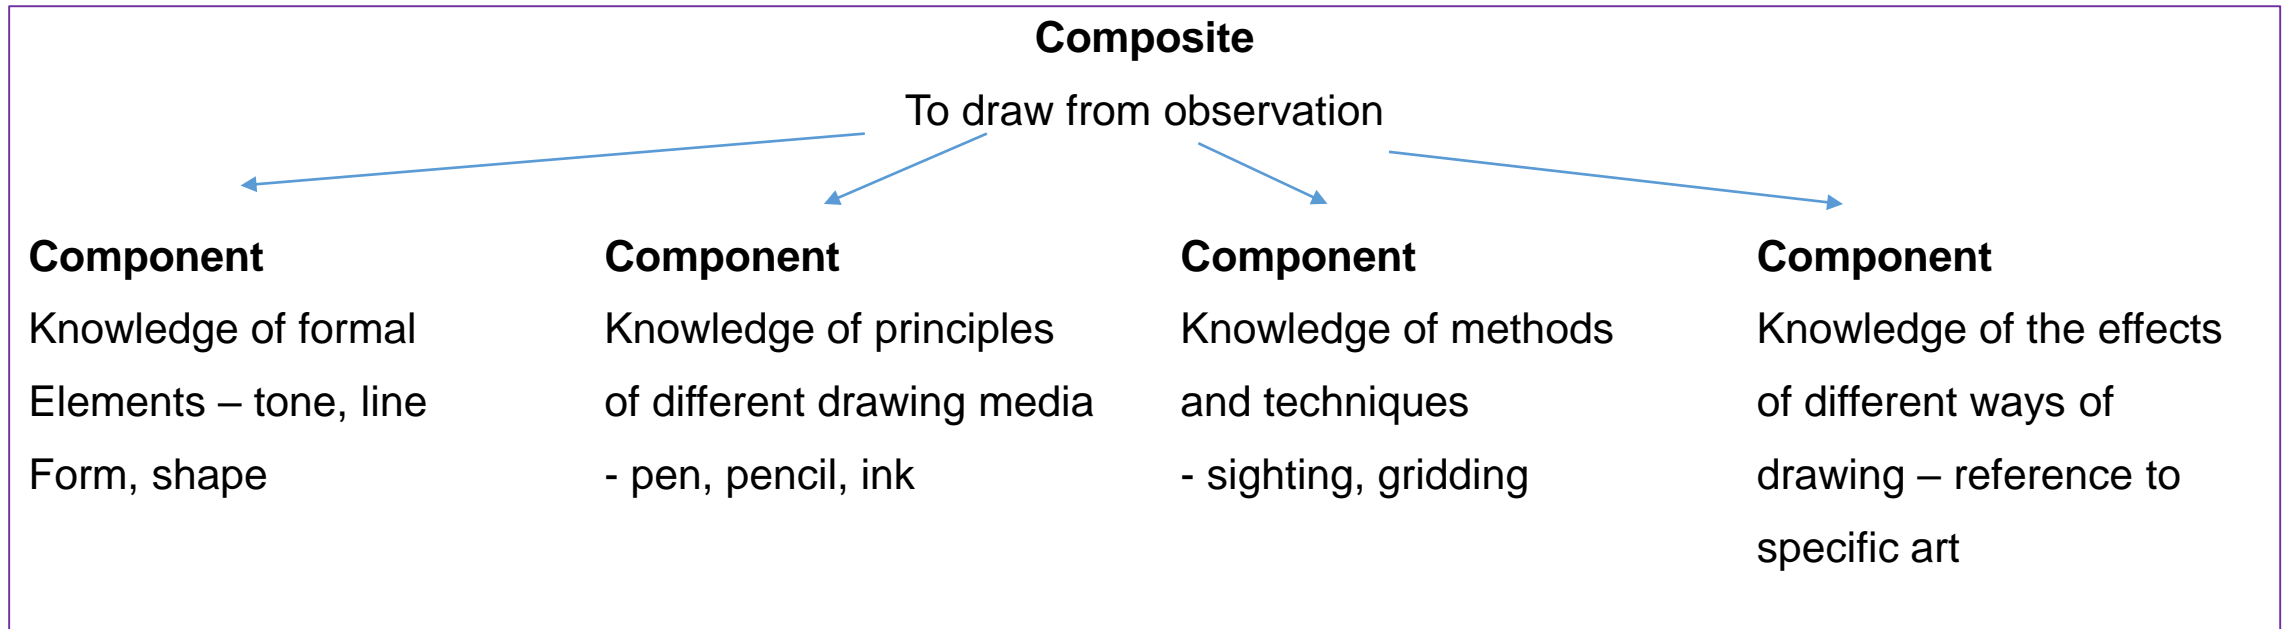 Composite
To draw from observation
Component
Knowledge of formal
Elements – tone, line
Form, shape
Component
Knowledge of principles
of different drawing media
- pen, pencil, ink
Component
Knowledge of methods
and techniques
- sighting, gridding
Component
Knowledge of the effects
of different ways of
drawing – reference to
specific art